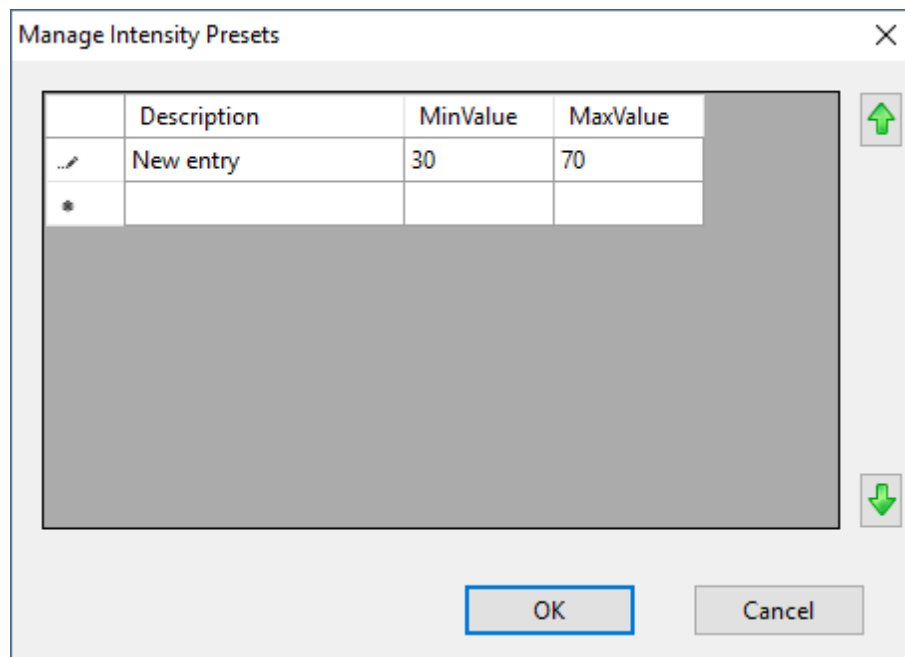 Manage Intensity Presets
Description MinValue MaxValue
New entry 30 70
OK Cancel